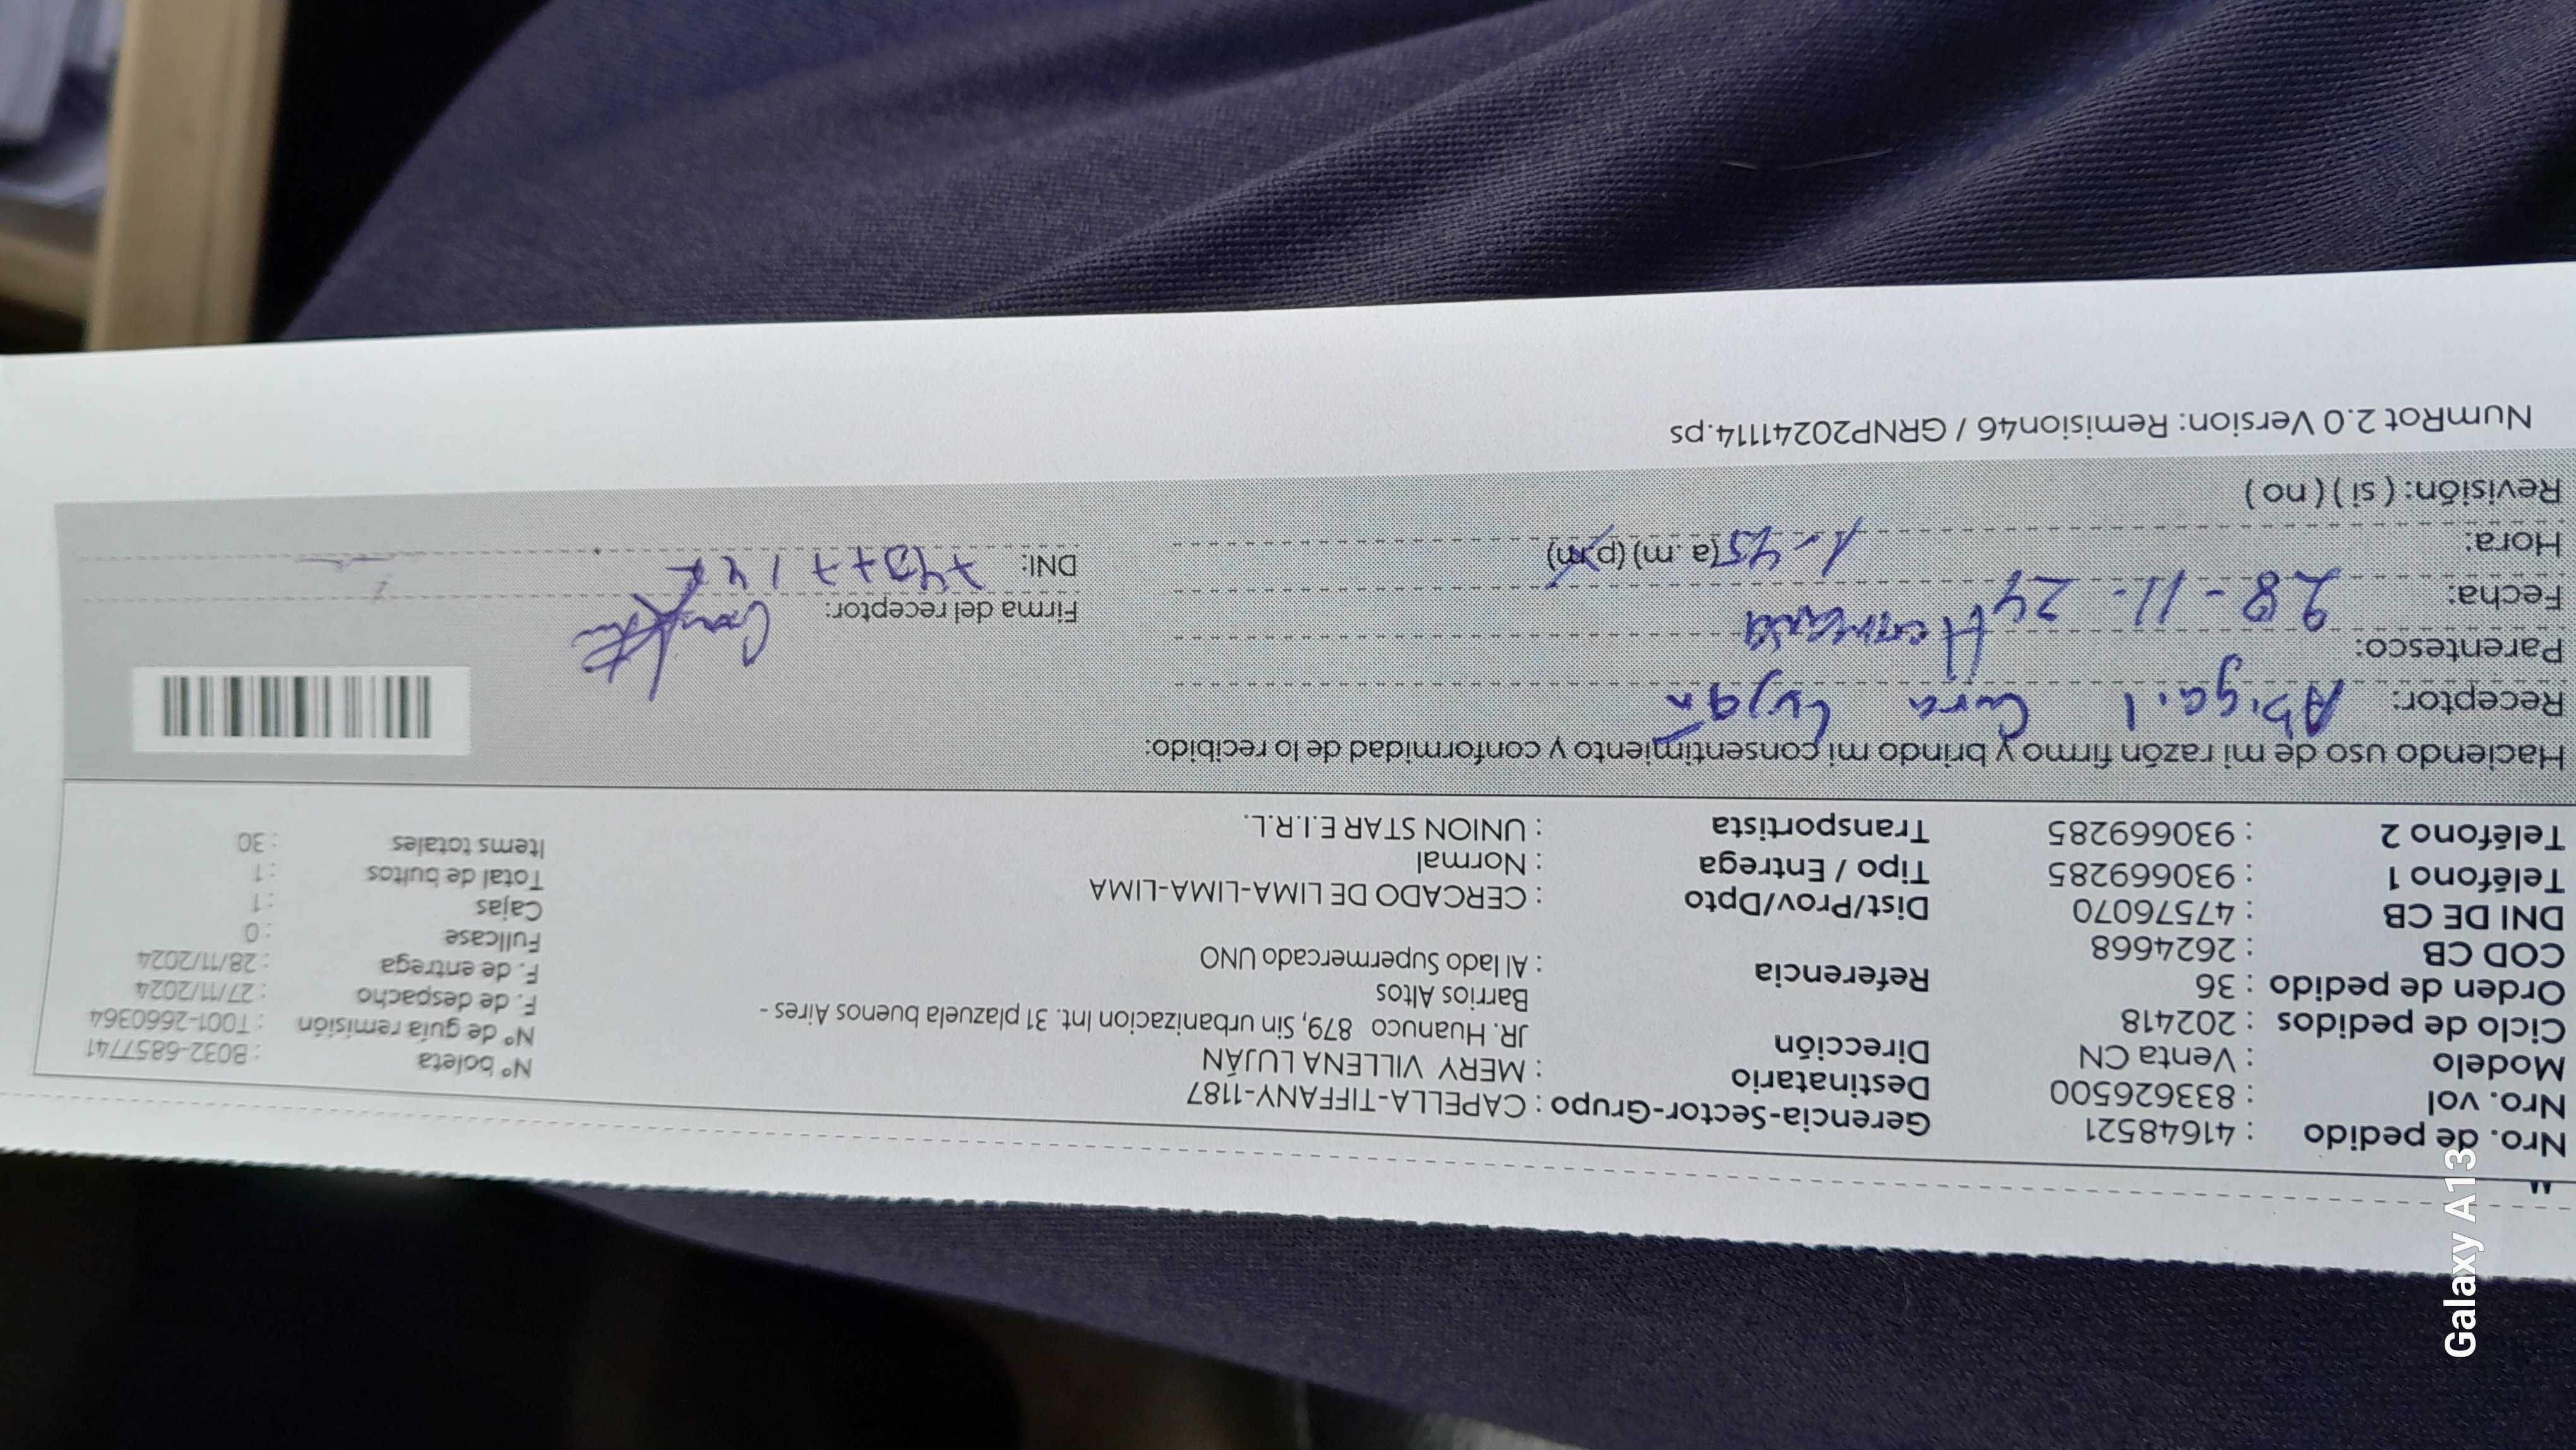 Nro. de pedido : 41648521
Nro. vol : 833626500
Modelo : Venta CN
Ciclo de pedidos : 202418
Orden de pedido : 36
COD CB : 2624668
DNI DE CB : 47576070
Teléfono 1 : 930669285
Teléfono 2 : 930669285
Gerencia-Sector-Grupo : CAPELLA-TIFFANY-1187
Destinatario : MERY VILLENA LUJÁN
Dirección JR. Huanuco 879, Sin urbanizacion Int. 31 plazuela buenos Aires -
Barrios Altos
Referencia : Al lado Supermercado UNO
Dist/Prov/Dpto : CERCADO DE LIMA-LIMA-LIMA
Tipo / Entrega : Normal
Transportista : UNION STAR E.I.R.L.
N° boleta : B032-6857741
N° de guía remisión : T001-2660364
F. de despacho : 27/11/2024
F. de entrega : 28/11/2024
Fullcase : 0
Cajas : 1
Total de bultos : 1
Items totales : 30
Haciendo uso de mi razón firmo y brindo mi consentimiento y conformidad de lo recibido:
Receptor: Abigail Luján
Parentesco: Hermana
Fecha: 28-11-24
Hora: 1-45 (a.m) (p.m)
Revisión: ( si ) ( no )
Firma del receptor:
DNI:
NumRot 2.0 Version: Remision46 / GRNP20241114.ps
Galaxy A13